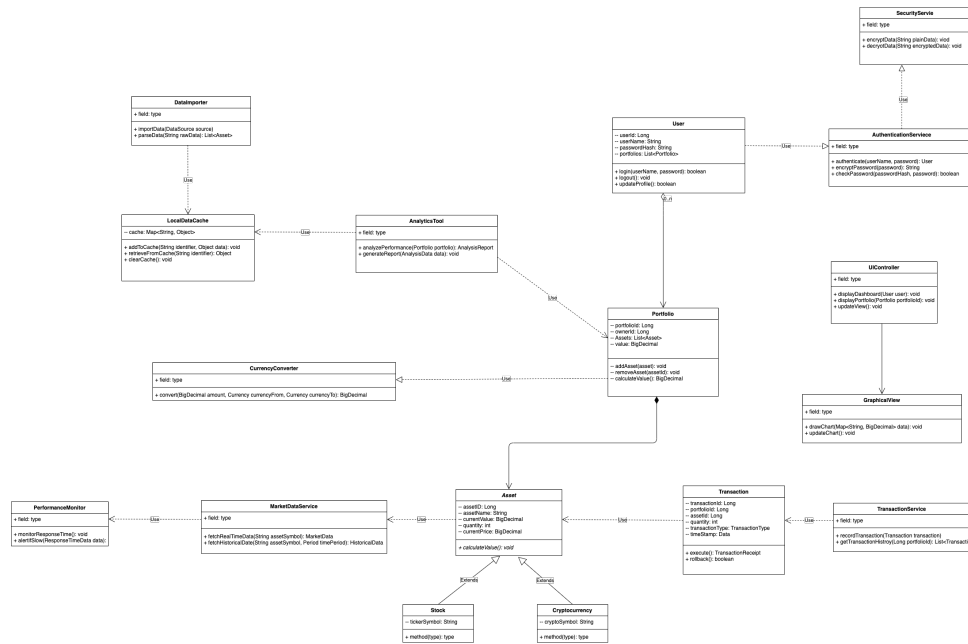 SecurityServie
+ field: type
+ encryptData(String plainData): viod
+ decrotData(String encryptedData): void
Use
DataImporter
+ field: type
+ importData(DataSource source)
+ parseData(String rawData): List<Asset>
Use
User
-- userId: Long
-- userName: String
-- passwordHash: String
-- portfolios: List<Portfolio>
+ login(userName, password): boolean
+ logout(): void
+ updateProfile(): boolean
Use
AuthenticationServiece
+ field: type
+ authenticate(userName, password): User
+ encryptPassword(password): String
+ checkPassword(passwordHash, password): boolean
0..n
LocalDataCache
-- cache: Map<String, Object>
+ addToCache(String identifier, Object data): void
+ retrieveFromCache(String identifier): Object
+ clearCache(): void
Use
AnalyticsTool
+ field: type
+ analyzePerformance(Portfolio portfolio): AnalysisReport
+ generateReport(AnalysisData data): void
Use
UIController
+ field: type
+ displayDashboard(User user): void
+ displayPortfolio(Portfolio portfolioId): void
+ updateView(): void
Portfolio
-- portfolioId: Long
-- ownerId: Long
-- Assets: List<Asset>
-- value: BigDecimal
-- addAsset(asset): void
-- removeAsset(assetId): void
-- calculateValue(): BigDecimal
CurrencyConverter
+ field: type
+ convert(BigDecimal amount, Currency currencyFrom, Currency currencyTo): BigDecimal
Use
GraphicalView
+ field: type
+ drawChart(Map<String, BigDecimal> data): void
+ updateChart(): void
PerformanceMonitor
+ field: type
+ monitorResponseTime(): void
+ alertifSlow(ResponseTimeData data):
Use
MarketDataService
+ field: type
+ fetchRealTimeData(String assetSymbol): MarketData
+ fetchHistoricalDate(String assetSymbol, Period timePeriod): HistoricalData
Use
Asset
-- assetID: Long
-- assetName: String
-- currentValue: BigDecimal
-- quantity: int
-- currentPrice: BigDecimal
+ calculateValue(): void
Use
Transaction
-- transactionId: Long
-- portfolioId: Long
-- assetId: Long
-- quantity: int
-- transactionType: TransactionType
-- timeStamp: Data
+ execute(): TransactionReceipt
+ rollback(): boolean
Use
TransactionService
+ field: type
+ recordTransaction(Transaction transaction)
+ getTransactionHistroy(Long portfolioId): List<Transacti
Extends
Extends
Stock
-- tickerSymbol: String
+ method(type): type
Cryptocurrency
-- cryptoSymbol: String
+ method(type): type